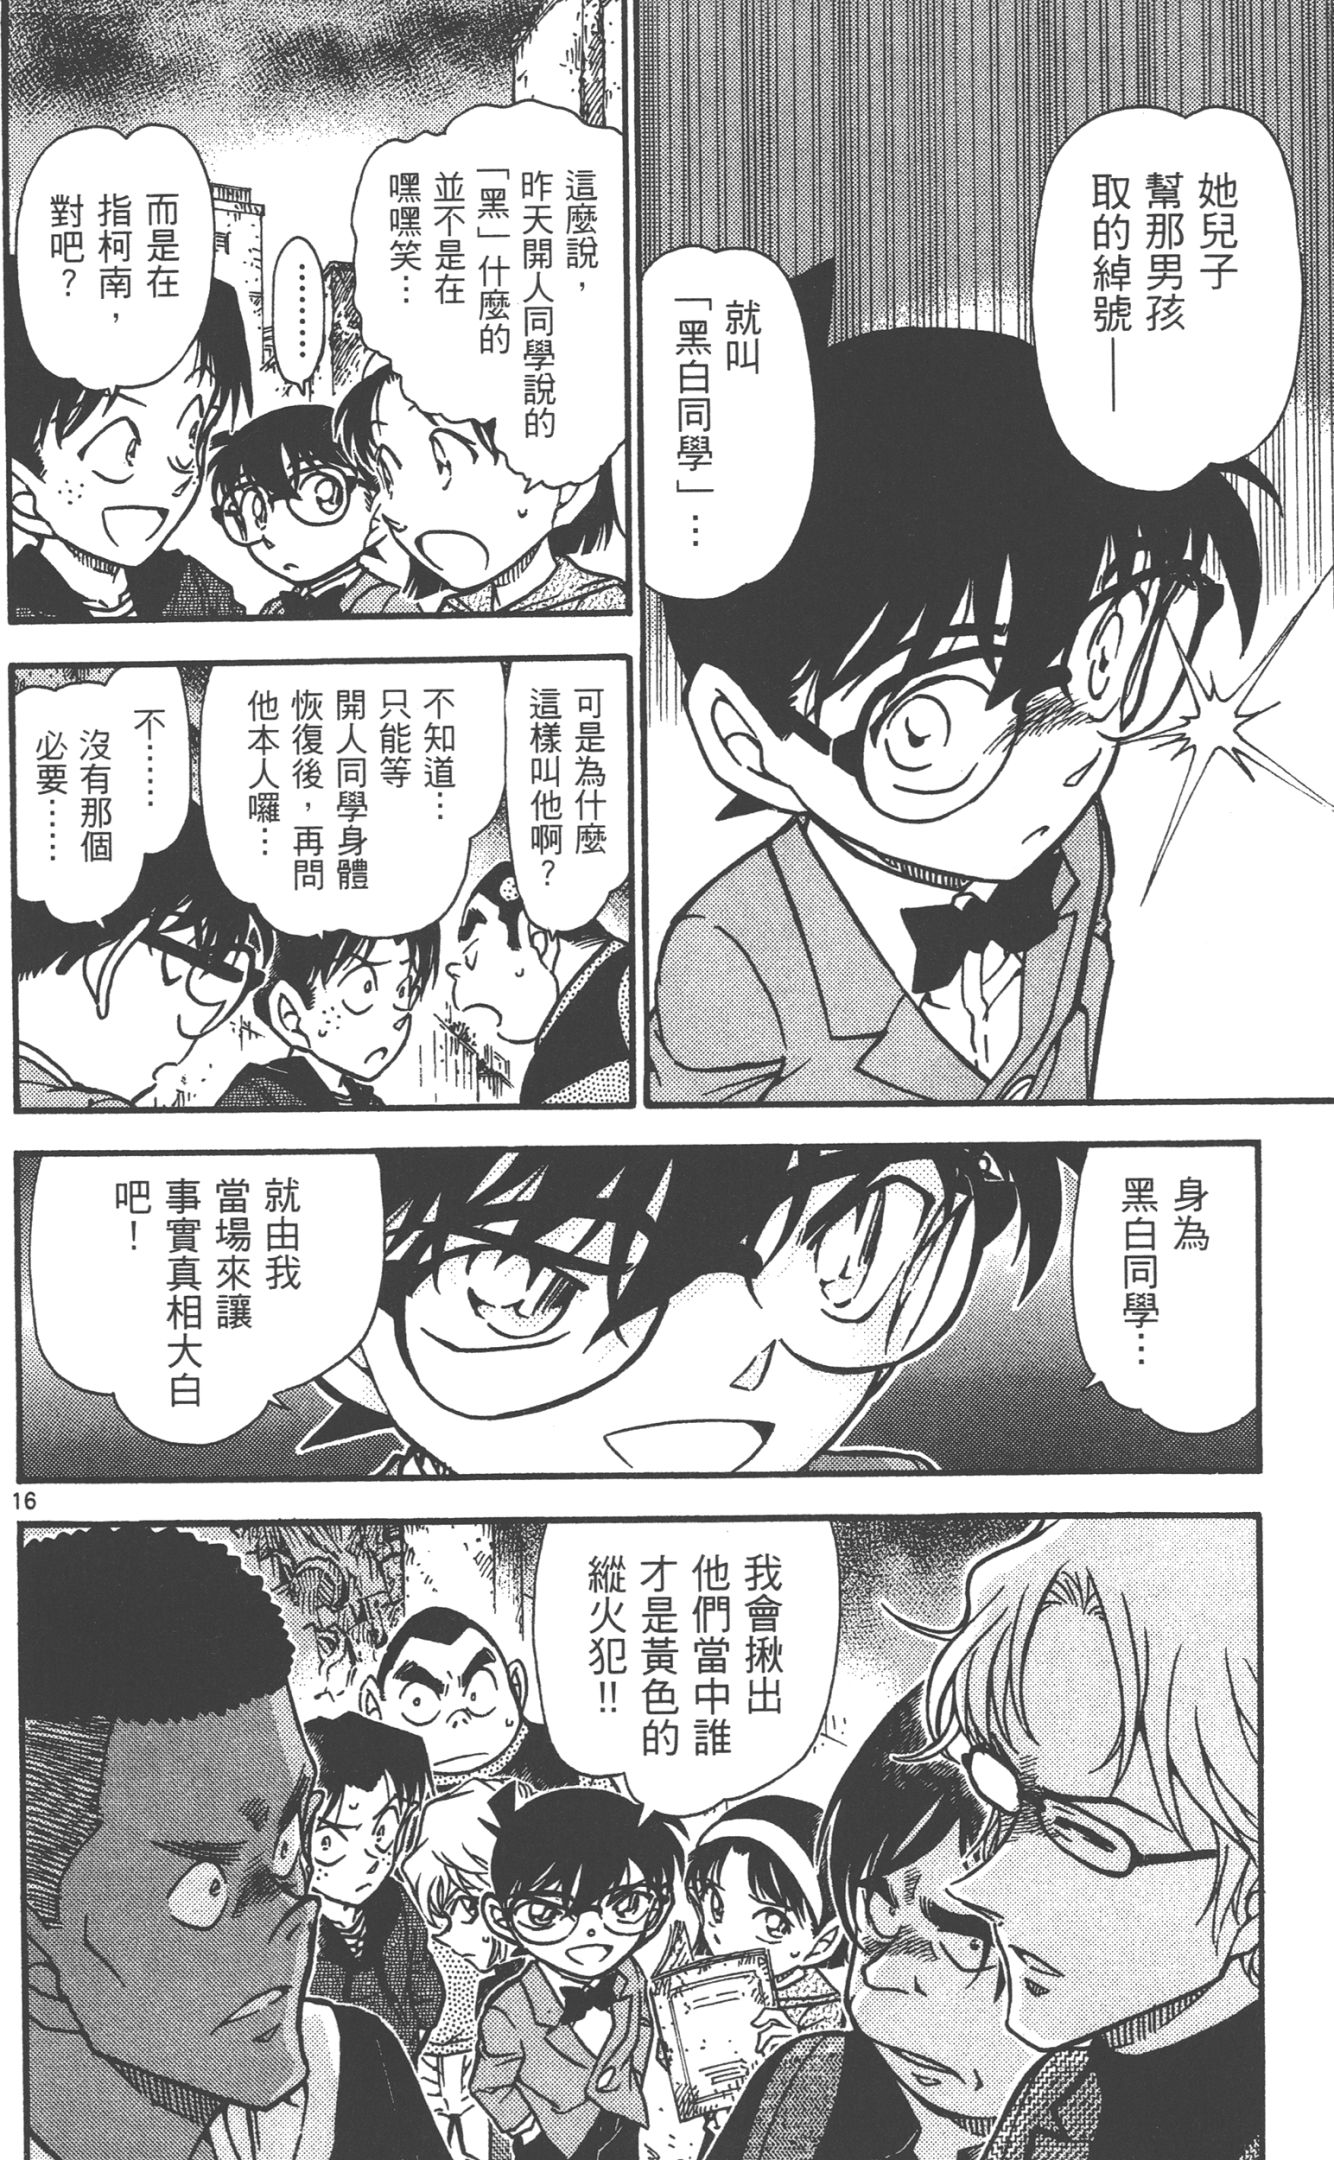 她兒子
幫那男孩
取的綽號——
就叫
「黑白同學」…
這麼說，
昨天開人同學說的
「黑」什麼的
並不是在
嘿嘿笑…
………
而是在
指柯南，
對吧？
可是為什麼
這樣叫他啊？
不知道…
只能等
開人同學身體
恢復後，再問
他本人囉…
不……
沒有那個
必要……
身為
黑白同學…
就由我
當場來讓
事實真相大白
吧！
16
我會揪出
他們當中誰
才是黃色的
縱火犯!!